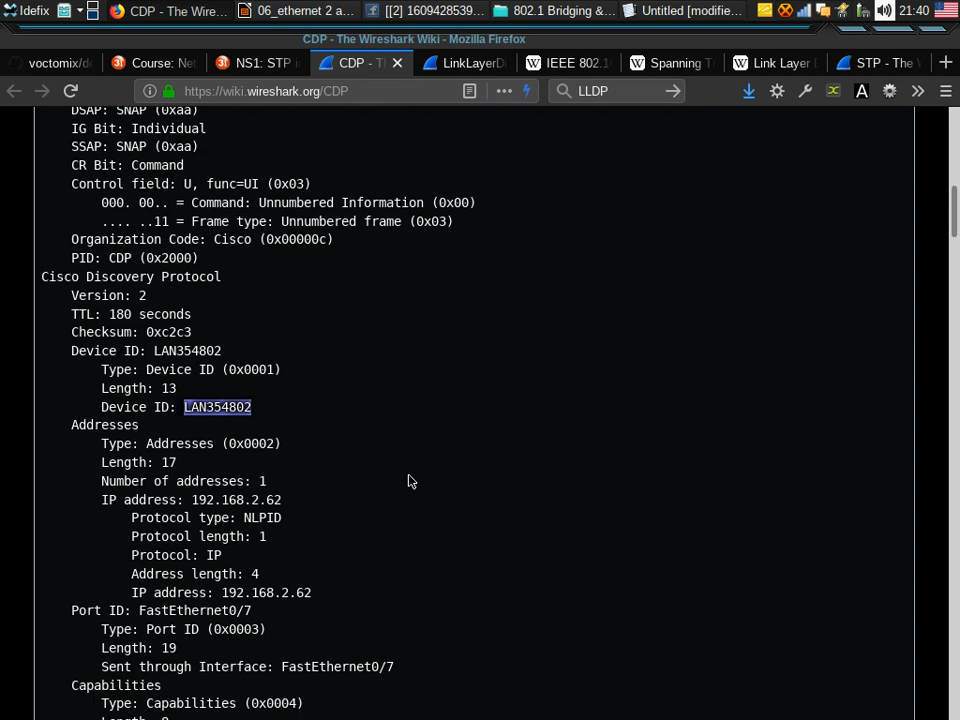 Idefix
CDP - The Wire...
06_ethernet 2 a...
[[2] 1609428539...
802.1 Bridging &...
Untitled [modifie...
21:40
CDP - The Wireshark Wiki - Mozilla Firefox
voctomix/d
Course: Net
NS1: STP i
CDP - T
LinkLayerD
IEEE 802.1
Spanning T
Link Layer
STP - The
https://wiki.wireshark.org/CDP
LLDP
DSAP: SNAP (0xaa)
IG Bit: Individual
SSAP: SNAP (0xaa)
CR Bit: Command
Control field: U, func=UI (0x03)
000. 00.. = Command: Unnumbered Information (0x00)
.... ..11 = Frame type: Unnumbered frame (0x03)
Organization Code: Cisco (0x00000c)
PID: CDP (0x2000)
Cisco Discovery Protocol
Version: 2
TTL: 180 seconds
Checksum: 0xc2c3
Device ID: LAN354802
Type: Device ID (0x0001)
Length: 13
Device ID: LAN354802
Addresses
Type: Addresses (0x0002)
Length: 17
Number of addresses: 1
IP address: 192.168.2.62
Protocol type: NLPID
Protocol length: 1
Protocol: IP
Address length: 4
IP address: 192.168.2.62
Port ID: FastEthernet0/7
Type: Port ID (0x0003)
Length: 19
Sent through Interface: FastEthernet0/7
Capabilities
Type: Capabilities (0x0004)